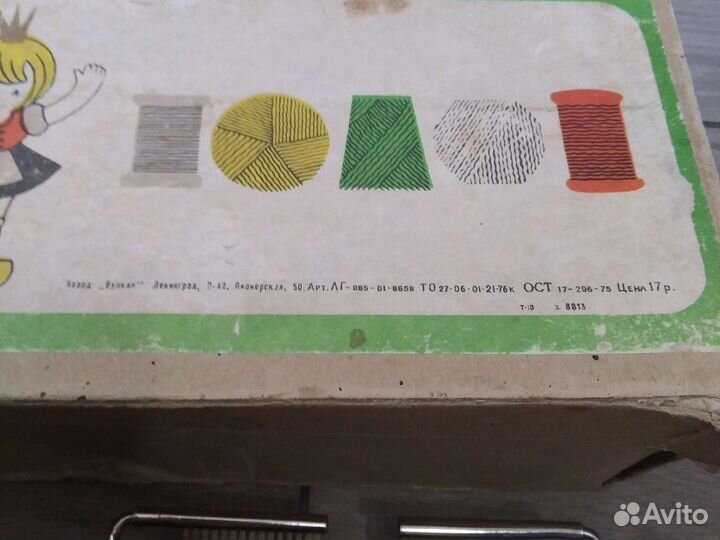 Завод „Вулкан" Ленинград, П-42, Пионерская, 50. Арт. ЛГ-085-01-8659 ТО 27-06-01-21-76к ОСТ 17-296-75 Цена 17 р.
Т-10 з. 8813
Avito